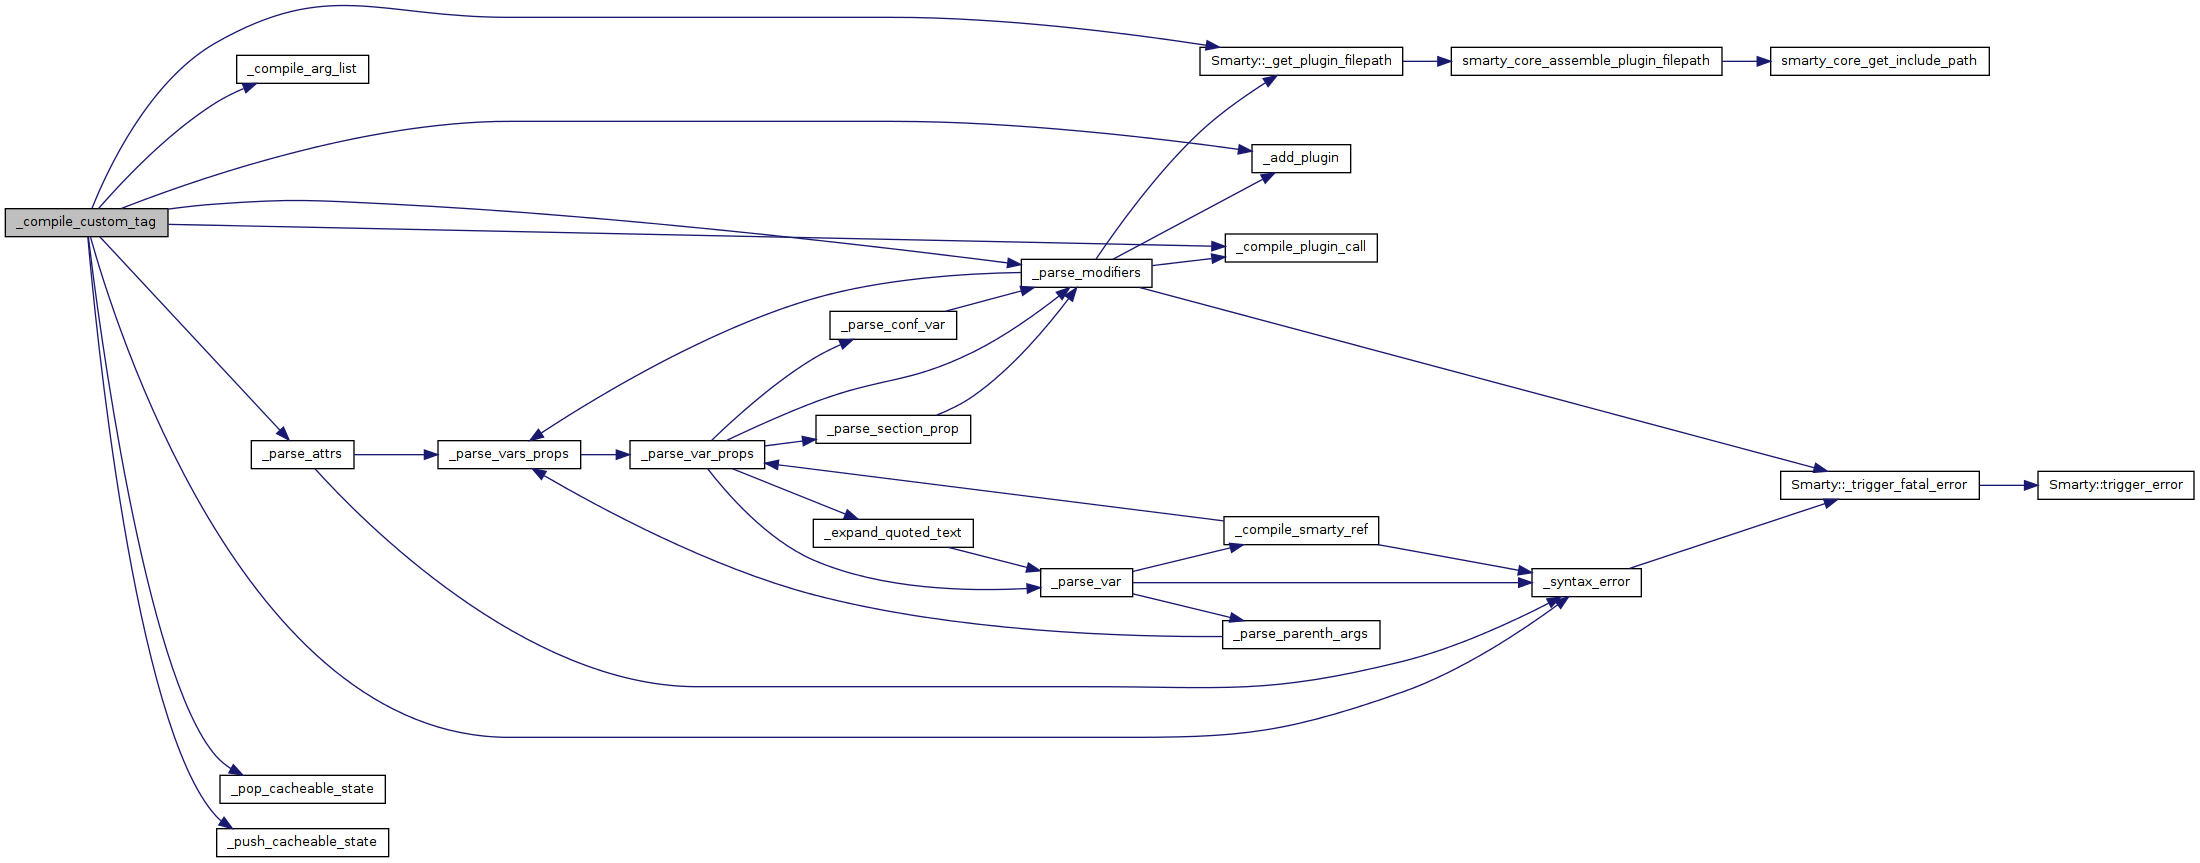 Smarty::_get_plugin_filepath
smarty_core_assemble_plugin_filepath
smarty_core_get_include_path
_compile_arg_list
_add_plugin
_compile_custom_tag
_compile_plugin_call
_parse_modifiers
_parse_conf_var
_parse_section_prop
_parse_attrs
_parse_vars_props
_parse_var_props
Smarty::_trigger_fatal_error
Smarty::trigger_error
_expand_quoted_text
_compile_smarty_ref
_parse_var
_syntax_error
_parse_parenth_args
_pop_cacheable_state
_push_cacheable_state